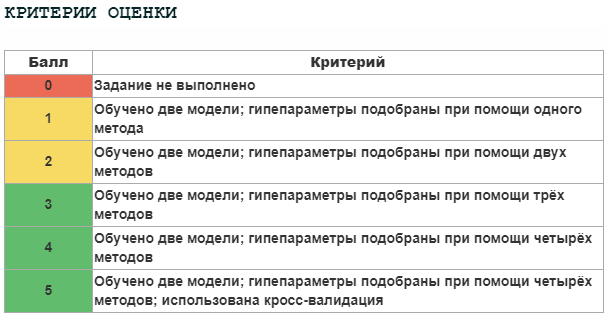 КРИТЕРИИ ОЦЕНКИ
Балл Критерий
0 Задание не выполнено
1 Обучено две модели; гипепараметры подобраны при помощи одного
метода
2 Обучено две модели; гипепараметры подобраны при помощи двух
методов
3 Обучено две модели; гипепараметры подобраны при помощи трёх
методов
4 Обучено две модели; гипепараметры подобраны при помощи четырёх
методов
5 Обучено две модели; гипепараметры подобраны при помощи четырёх
методов; использована кросс-валидация